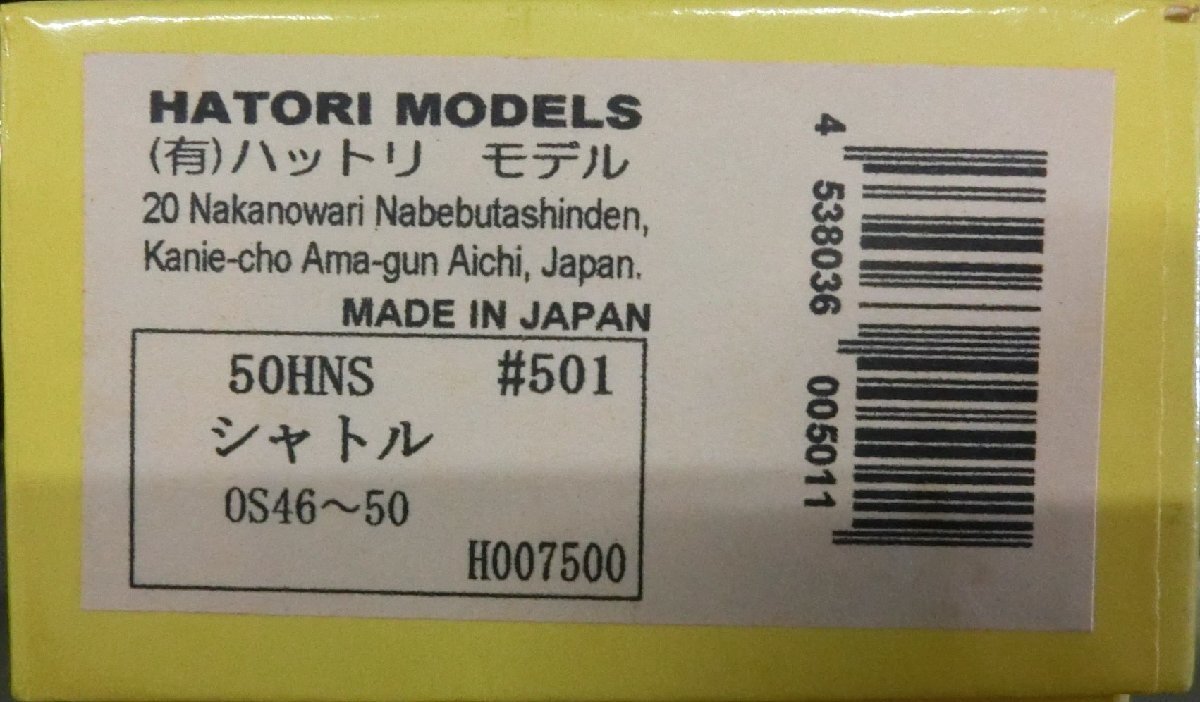 HATORI MODELS
(有)ハットリ モデル
20 Nakanowari Nabebutashinden,
Kanie-cho Ama-gun Aichi, Japan.
MADE IN JAPAN
50HNS #501
シャトル
OS46～50
H007500
4 538036 005011